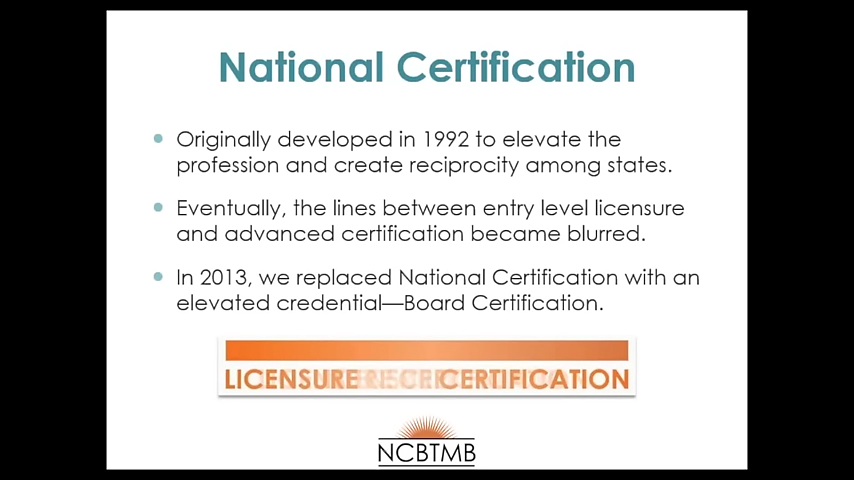 National Certification
Originally developed in 1992 to elevate the
profession and create reciprocity among states.
Eventually, the lines between entry level licensure
and advanced certification became blurred.
In 2013, we replaced National Certification with an
elevated credential—Board Certification.
LICENSURE CERTIFICATION
NCBTMB